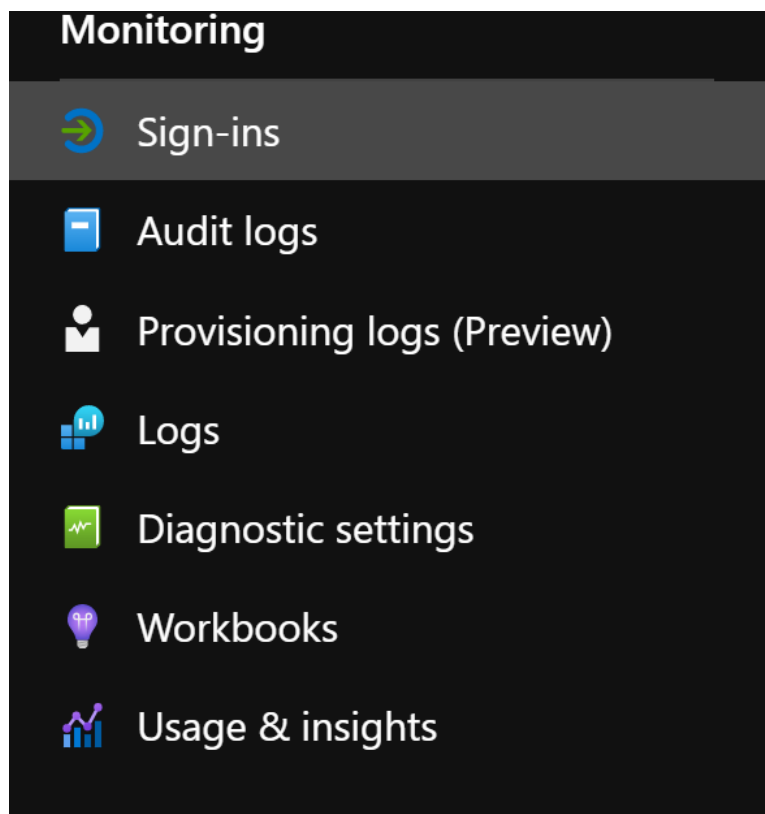 Monitoring
Sign-ins
Audit logs
Provisioning logs (Preview)
Logs
Diagnostic settings
Workbooks
Usage & insights